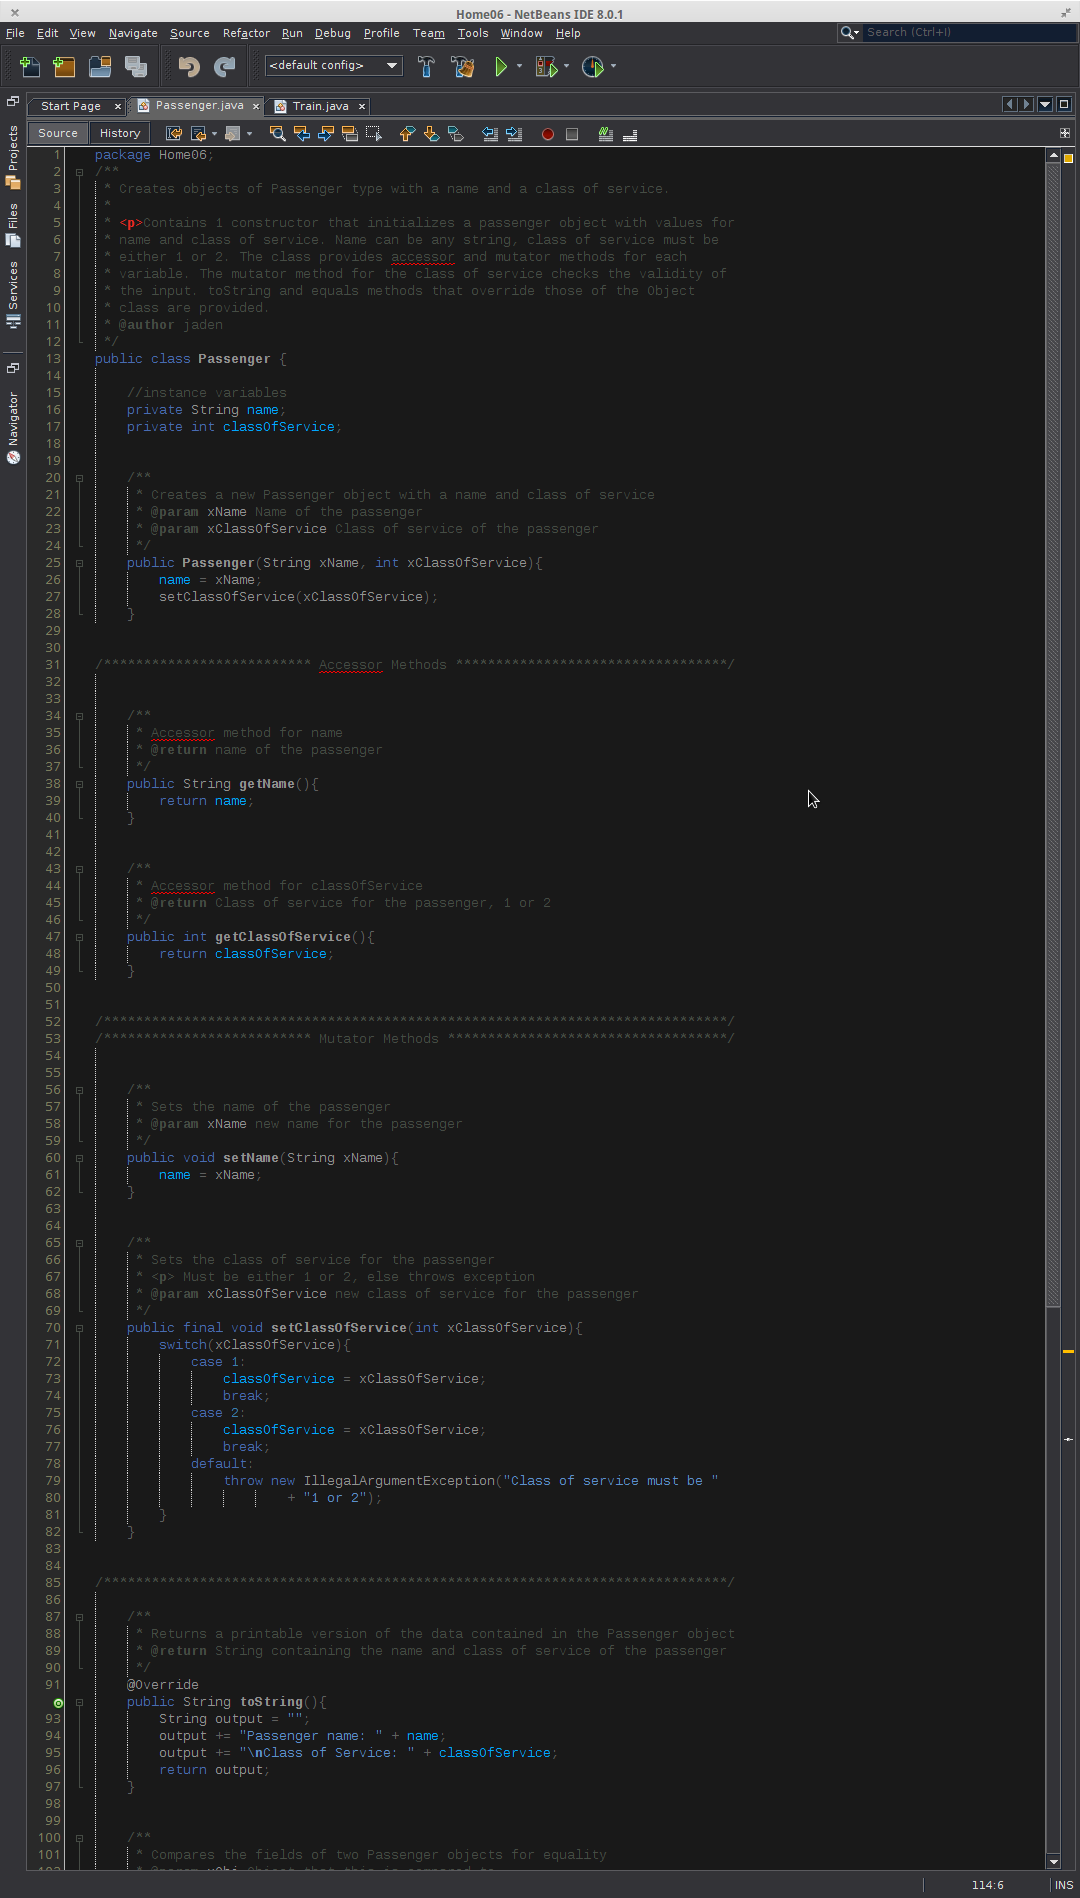 Home06 - NetBeans IDE 8.0.1
File Edit View Navigate Source Refactor Run Debug Profile Team Tools Window Help
Search (Ctrl+I)
<default config>
Start Page
Passenger.java
Train.java
Source
History
Projects
Files
Services
Navigator
1 package Home06;
2 /**
3 * Creates objects of Passenger type with a name and a class of service.
4 *
5 * <p>Contains 1 constructor that initializes a passenger object with values for
6 * name and class of service. Name can be any string, class of service must be
7 * either 1 or 2. The class provides accessor and mutator methods for each
8 * variable. The mutator method for the class of service checks the validity of
9 * the input. toString and equals methods that override those of the Object
10 * class are provided.
11 * @author jaden
12 */
13 public class Passenger {
14
15 //instance variables
16 private String name;
17 private int classOfService;
18
19
20 /**
21 * Creates a new Passenger object with a name and class of service
22 * @param xName Name of the passenger
23 * @param xClassOfService Class of service of the passenger
24 */
25 public Passenger(String xName, int xClassOfService){
26 name = xName;
27 setClassOfService(xClassOfService);
28 }
29
30
31 /************************** Accessor Methods **********************************/
32
33
34 /**
35 * Accessor method for name
36 * @return name of the passenger
37 */
38 public String getName(){
39 return name;
40 }
41
42
43 /**
44 * Accessor method for classOfService
45 * @return Class of service for the passenger, 1 or 2
46 */
47 public int getClassOfService(){
48 return classOfService;
49 }
50
51
52 /******************************************************************************/
53 /************************** Mutator Methods ***********************************/
54
55
56 /**
57 * Sets the name of the passenger
58 * @param xName new name for the passenger
59 */
60 public void setName(String xName){
61 name = xName;
62 }
63
64
65 /**
66 * Sets the class of service for the passenger
67 * <p> Must be either 1 or 2, else throws exception
68 * @param xClassOfService new class of service for the passenger
69 */
70 public final void setClassOfService(int xClassOfService){
71 switch(xClassOfService){
72 case 1:
73 classOfService = xClassOfService;
74 break;
75 case 2:
76 classOfService = xClassOfService;
77 break;
78 default:
79 throw new IllegalArgumentException("Class of service must be "
80 + "1 or 2");
81 }
82 }
83
84
85 /******************************************************************************/
86
87 /**
88 * Returns a printable version of the data contained in the Passenger object
89 * @return String containing the name and class of service of the passenger
90 */
91 @Override
public String toString(){
93 String output = "";
94 output += "Passenger name: " + name;
95 output += "\nClass of Service: " + classOfService;
96 return output;
97 }
98
99
100 /**
101 * Compares the fields of two Passenger objects for equality
114:6
INS